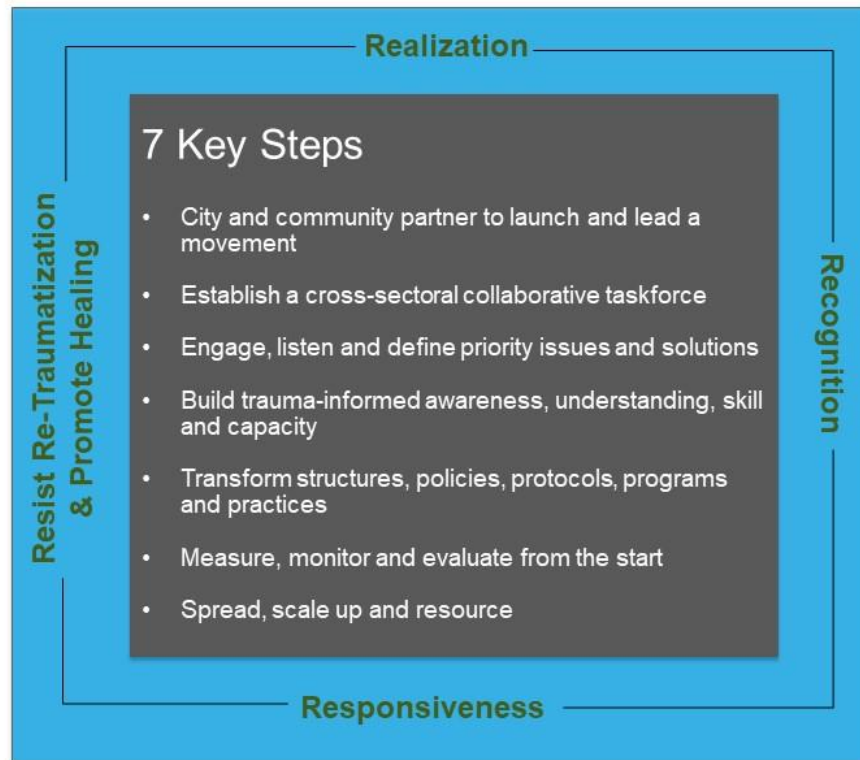 Realization
7 Key Steps
• City and community partner to launch and lead a
movement
• Establish a cross-sectoral collaborative taskforce
• Engage, listen and define priority issues and solutions
• Build trauma-informed awareness, understanding, skill
and capacity
• Transform structures, policies, protocols, programs
and practices
• Measure, monitor and evaluate from the start
• Spread, scale up and resource
Recognition
Responsiveness
Resist Re-Traumatization
& Promote Healing